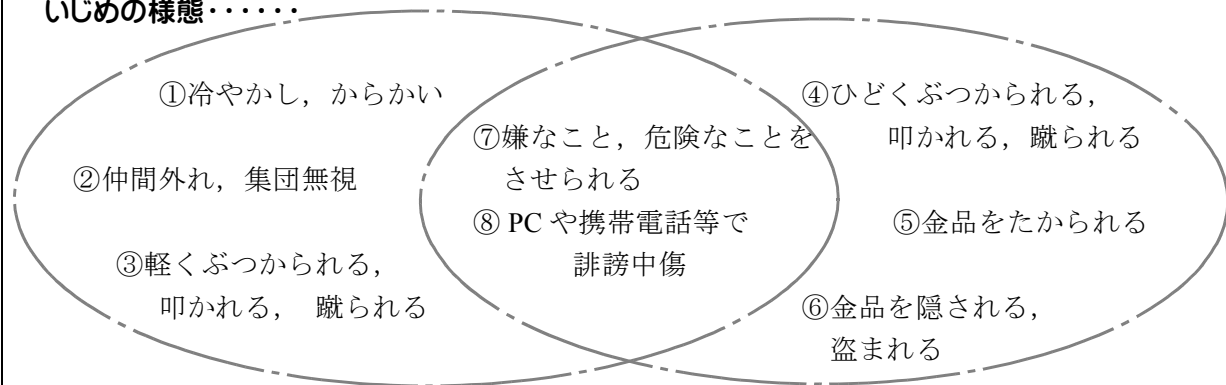 いじめの様態‥‥‥
①冷やかし，からかい
②仲間外れ，集団無視
③軽くぶつかられる，
叩かれる，　蹴られる
⑦嫌なこと，危険なことを
させられる
⑧ PC や携帯電話等で
誹謗中傷
④ひどくぶつかられる，
叩かれる，蹴られる
⑤金品をたかられる
⑥金品を隠される，
盗まれる